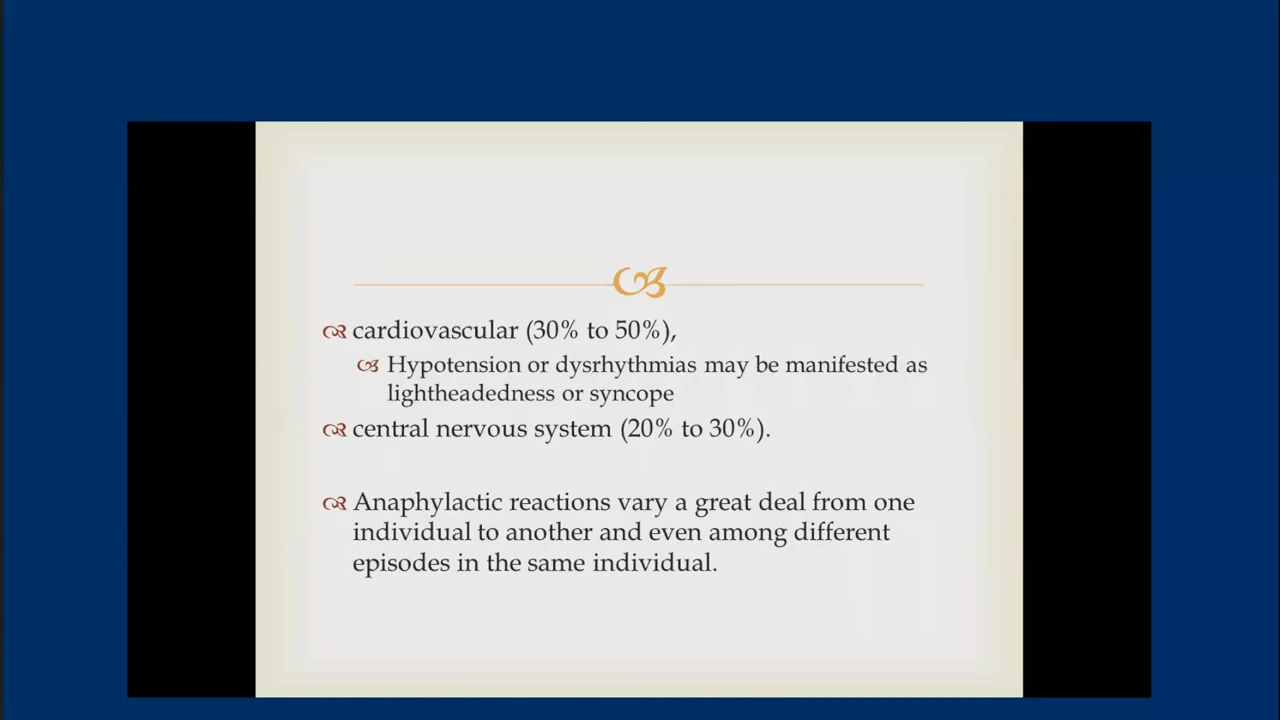 cardiovascular (30% to 50%),
Hypotension or dysrhythmias may be manifested as
lightheadedness or syncope
central nervous system (20% to 30%).
Anaphylactic reactions vary a great deal from one
individual to another and even among different
episodes in the same individual.